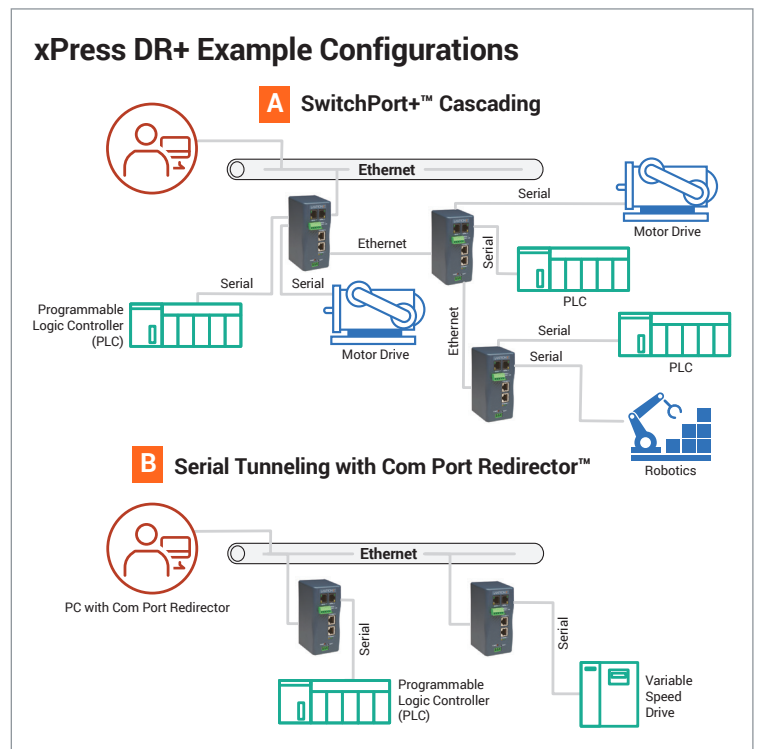 xPress DR+ Example Configurations
A SwitchPort+™ Cascading
Ethernet
Serial
Motor Drive
Ethernet
Serial
PLC
Serial
Serial
Programmable
Logic Controller
(PLC)
Motor Drive
Ethernet
Serial
Serial
PLC
Robotics
B Serial Tunneling with Com Port Redirector™
Ethernet
PC with Com Port Redirector
Serial
Serial
Programmable
Logic Controller
(PLC)
Variable
Speed
Drive